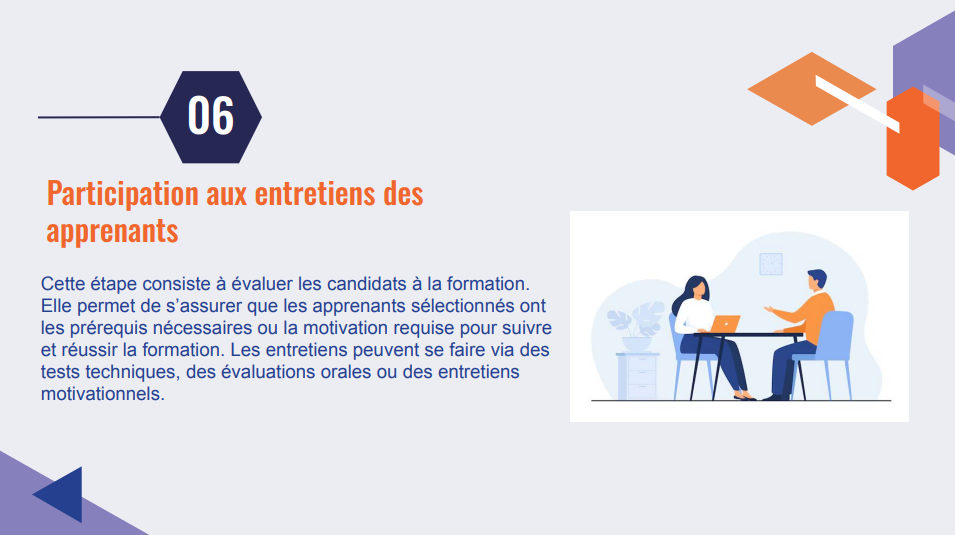 06
Participation aux entretiens des
apprenants
Cette étape consiste à évaluer les candidats à la formation.
Elle permet de s’assurer que les apprenants sélectionnés ont
les prérequis nécessaires ou la motivation requise pour suivre
et réussir la formation. Les entretiens peuvent se faire via des
tests techniques, des évaluations orales ou des entretiens
motivationnels.